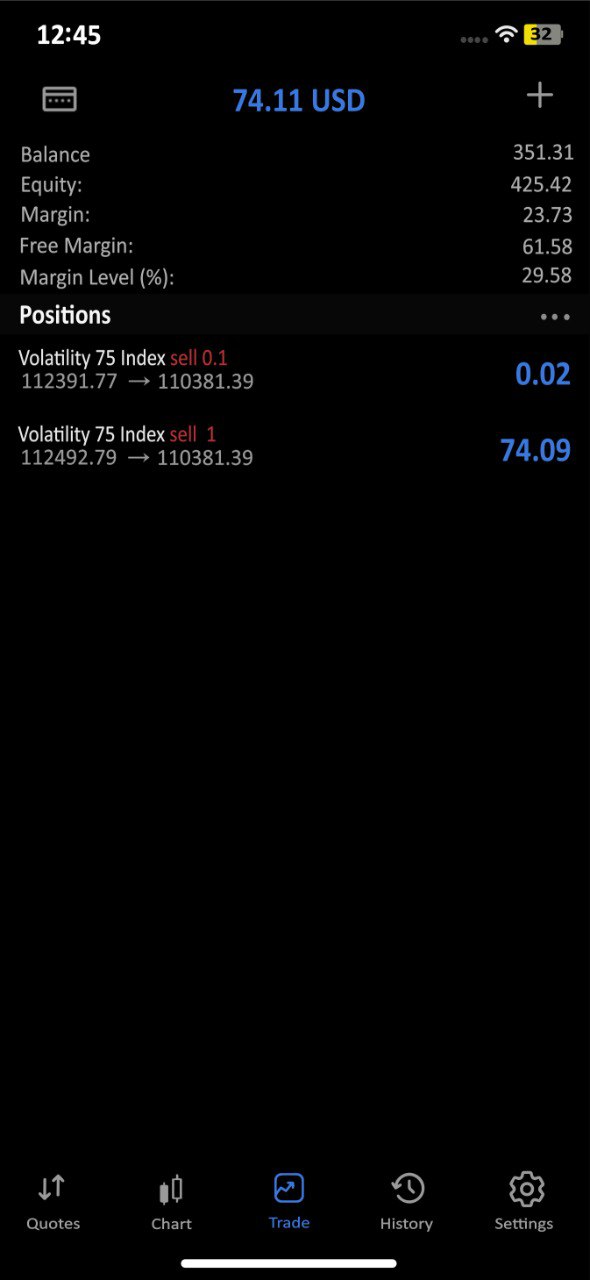 12:45 32
74.11 USD
Balance 351.31
Equity: 425.42
Margin: 23.73
Free Margin: 61.58
Margin Level (%): 29.58
Positions
Volatility 75 Index sell 0.1
112391.77 → 110381.39 0.02
Volatility 75 Index sell 1
112492.79 → 110381.39 74.09
Quotes Chart Trade History Settings